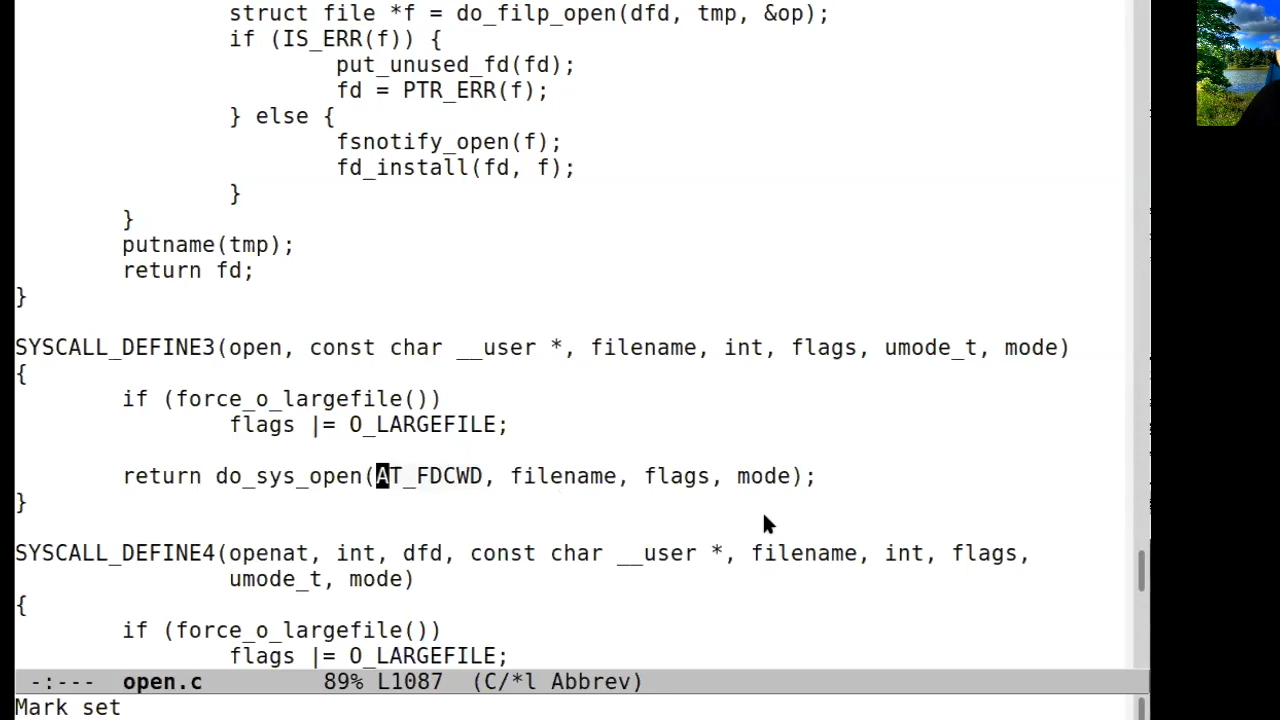 struct file *f = do_filp_open(dfd, tmp, &op);
if (IS_ERR(f)) {
put_unused_fd(fd);
fd = PTR_ERR(f);
} else {
fsnotify_open(f);
fd_install(fd, f);
}
}
putname(tmp);
return fd;
}
SYSCALL_DEFINE3(open, const char __user *, filename, int, flags, umode_t, mode)
{
if (force_o_largefile())
flags |= O_LARGEFILE;
return do_sys_open(AT_FDCWD, filename, flags, mode);
}
SYSCALL_DEFINE4(openat, int, dfd, const char __user *, filename, int, flags,
umode_t, mode)
{
if (force_o_largefile())
flags |= O_LARGEFILE;
-:--- open.c 89% L1087 (C/*l Abbrev)
Mark set